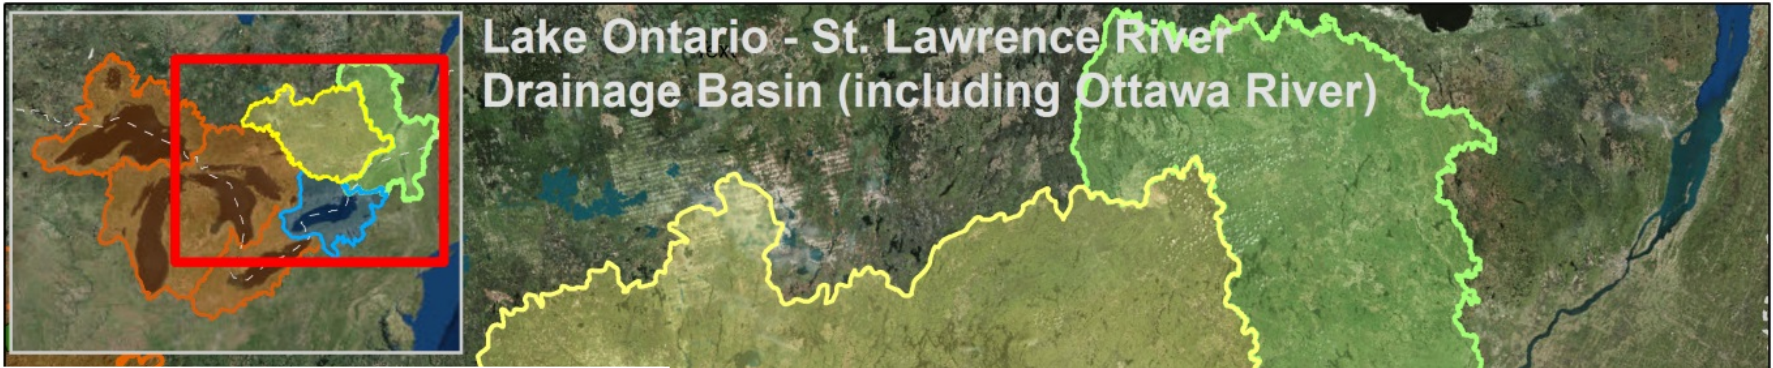 Lake Ontario - St. Lawrence River
Drainage Basin (including Ottawa River)